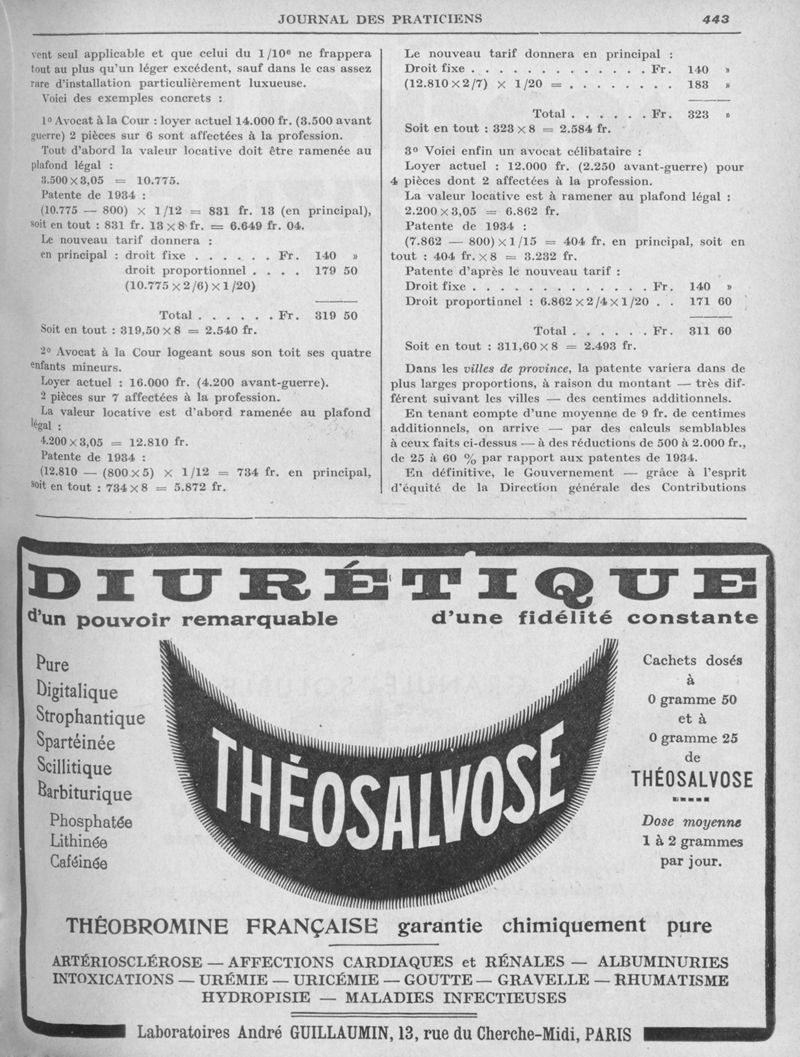 JOURNAL DES PRATICIENS 443
vent seul applicable et que celui du 1/10e ne frappera
tout au plus qu'un léger excédent, sauf dans le cas assez
rare d'installation particulièrement luxueuse.
Voici des exemples concrets :
1o Avocat à la Cour : loyer actuel 14.000 fr. (3.500 avant
guerre) 2 pièces sur 6 sont affectées à la profession.
Tout d'abord la valeur locative doit être ramenée au
plafond légal :
3.500 × 3,05 = 10.775.
Patente de 1934 :
(10.775 — 800) × 1/12 = 831 fr. 13 (en principal),
soit en tout : 831 fr. 13 × 8 fr. = 6.649 fr. 04.
Le nouveau tarif donnera :
en principal : droit fixe . . . . . . Fr. 140 »
droit proportionnel . . . . 179 50
(10.775 × 2/6) × 1/20)
Total . . . . . . Fr. 319 50
Soit en tout : 319,50 × 8 = 2.540 fr.
2o Avocat à la Cour logeant sous son toit ses quatre
enfants mineurs.
Loyer actuel : 16.000 fr. (4.200 avant-guerre).
2 pièces sur 7 affectées à la profession.
La valeur locative est d'abord ramenée au plafond
légal :
4.200 × 3,05 = 12.810 fr.
Patente de 1934 :
(12.810 — (800 × 5) × 1/12 = 734 fr. en principal,
soit en tout : 734 × 8 = 5.872 fr.
Le nouveau tarif donnera en principal :
Droit fixe . . . . . . . . . . . . . Fr. 140 »
(12.810 × 2/7) × 1/20 = . . . . . . . . 183 »
Total . . . . . . Fr. 323 »
Soit en tout : 323 × 8 = 2.584 fr.
3o Voici enfin un avocat célibataire :
Loyer actuel : 12.000 fr. (2.250 avant-guerre) pour
4 pièces dont 2 affectées à la profession.
La valeur locative est à ramener au plafond légal :
2.200 × 3,05 = 6.862 fr.
Patente de 1934 :
(7.862 — 800) × 1/15 = 404 fr. en principal, soit en
tout : 404 fr. × 8 = 3.232 fr.
Patente d'après le nouveau tarif :
Droit fixe . . . . . . . . . . . . . Fr. 140 »
Droit proportionnel : 6.862 × 2/4 × 1/20 . . 171 60
Total . . . . . . Fr. 311 60
Soit en tout : 311,60 × 8 = 2.493 fr.
Dans les villes de province, la patente variera dans de
plus larges proportions, à raison du montant — très dif-
férent suivant les villes — des centimes additionnels.
En tenant compte d'une moyenne de 9 fr. de centimes
additionnels, on arrive — par des calculs semblables
à ceux faits ci-dessus — à des réductions de 500 à 2.000 fr.,
de 25 à 60 % par rapport aux patentes de 1934.
En définitive, le Gouvernement — grâce à l'esprit
d'équité de la Direction générale des Contributions
DIURÉTIQUE
d'un pouvoir remarquable d'une fidélité constante
Pure
Digitalique
Strophantique
Spartéinée
Scillitique
Barbiturique
Phosphatée
Lithinée
Caféinée
THÉOSALVOSE
Cachets dosés
à
0 gramme 50
et à
0 gramme 25
de
THÉOSALVOSE
Dose moyenne
1 à 2 grammes
par jour.
THÉOBROMINE FRANÇAISE garantie chimiquement pure
ARTÉRIOSCLÉROSE — AFFECTIONS CARDIAQUES et RÉNALES — ALBUMINURIES
INTOXICATIONS — URÉMIE — URICÉMIE — GOUTTE — GRAVELLE — RHUMATISME
HYDROPISIE — MALADIES INFECTIEUSES
Laboratoires André GUILLAUMIN, 13, rue du Cherche-Midi, PARIS